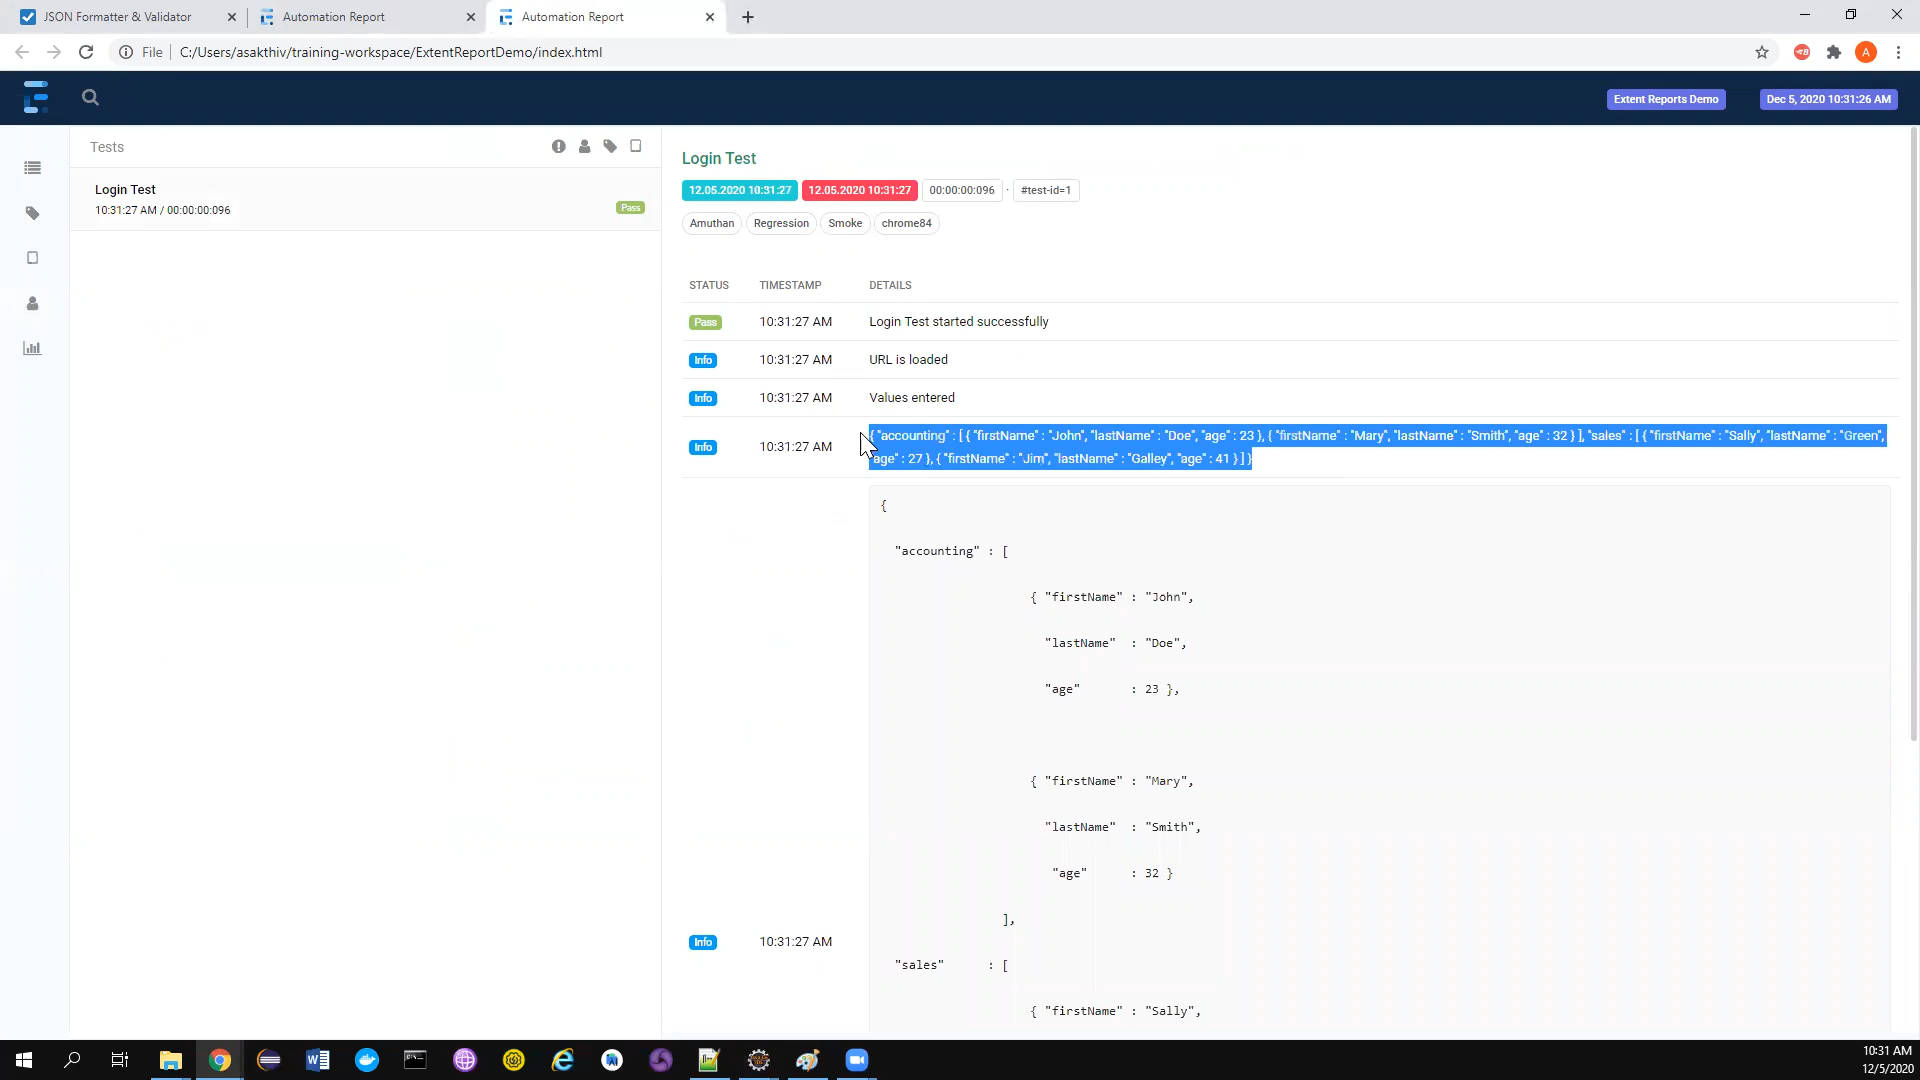 JSON Formatter & Validator
Automation Report
Automation Report
File
C:/Users/asakthiv/training-workspace/ExtentReportDemo/index.html
A
Extent Reports Demo
Dec 5, 2020 10:31:26 AM
Tests
Login Test
10:31:27 AM / 00:00:00:096
Pass
Login Test
12.05.2020 10:31:27 12.05.2020 10:31:27 00:00:00:096 · #test-id=1
Amuthan Regression Smoke chrome84
STATUS TIMESTAMP DETAILS
Pass 10:31:27 AM Login Test started successfully
Info 10:31:27 AM URL is loaded
Info 10:31:27 AM Values entered
Info 10:31:27 AM
{ "accounting" : [ { "firstName" : "John", "lastName" : "Doe", "age" : 23 }, { "firstName" : "Mary", "lastName" : "Smith", "age" : 32 } ], "sales" : [ { "firstName" : "Sally", "lastName" : "Green",
"age" : 27 }, { "firstName" : "Jim", "lastName" : "Galley", "age" : 41 } ] }
{
"accounting" : [
{ "firstName" : "John",
"lastName" : "Doe",
"age" : 23 },
{ "firstName" : "Mary",
"lastName" : "Smith",
"age" : 32 }
],
Info 10:31:27 AM
"sales" : [
{ "firstName" : "Sally",
10:31 AM
12/5/2020